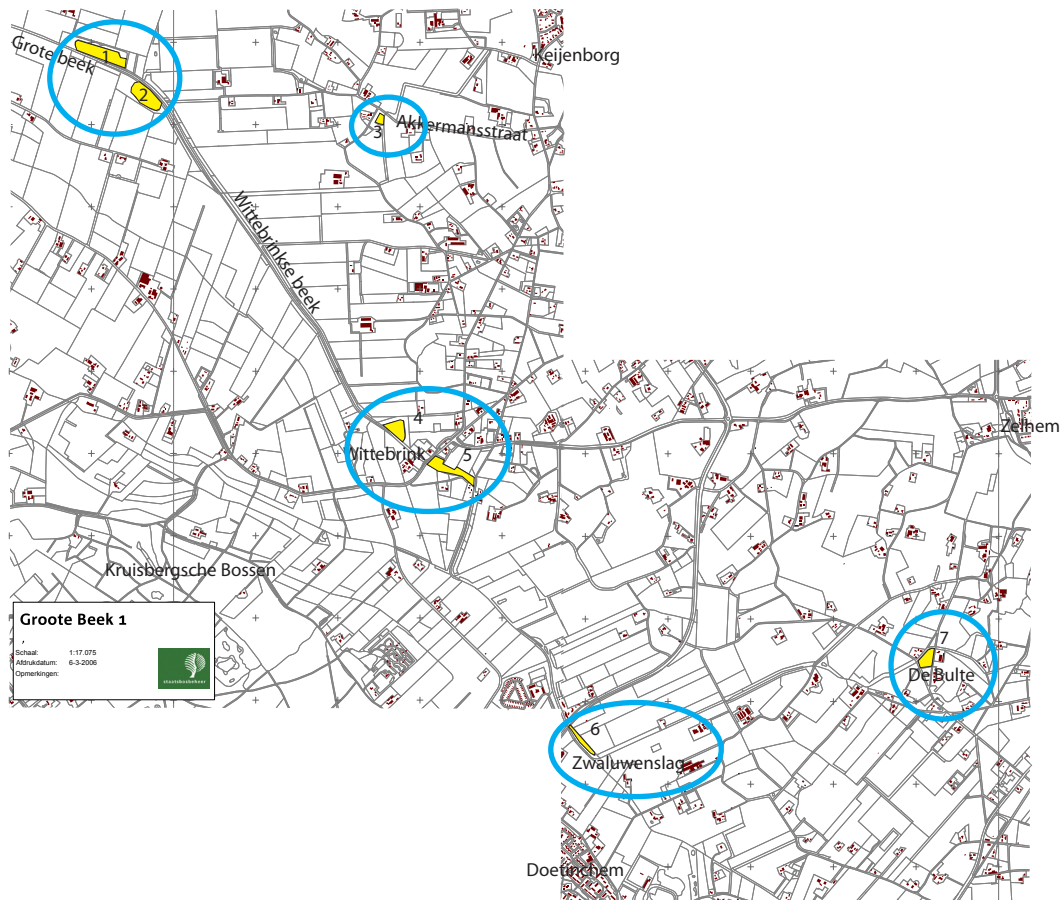 Grote beek
1
2
Keijenborg
3
Akkermansstraat
Wittebrinkse beek
4
Wittebrink
5
Zelhem
Kruisbergsche Bossen
Groote Beek 1
,
Schaal: 1:17.075
Afdrukdatum: 6-3-2006
Opmerkingen:
staatsbosbeheer
7
De Bulte
6
Zwaluwenslag
Doetinchem